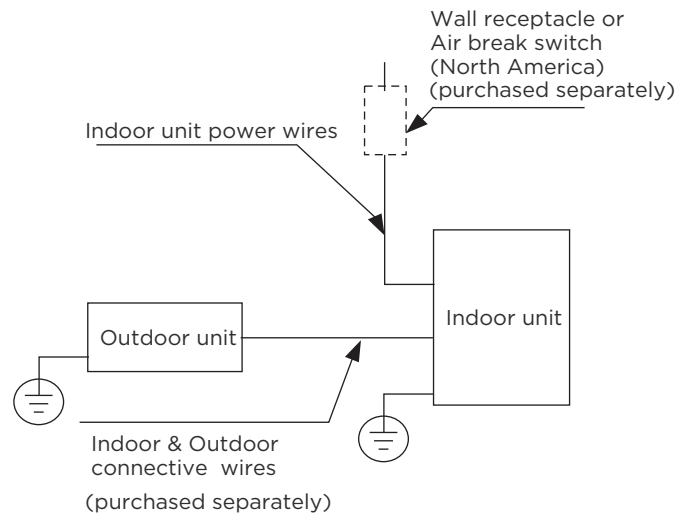 Wall receptacle or
Air break switch
(North America)
(purchased separately)
Indoor unit power wires
Indoor unit
Outdoor unit
Indoor & Outdoor
connective wires
(purchased separately)